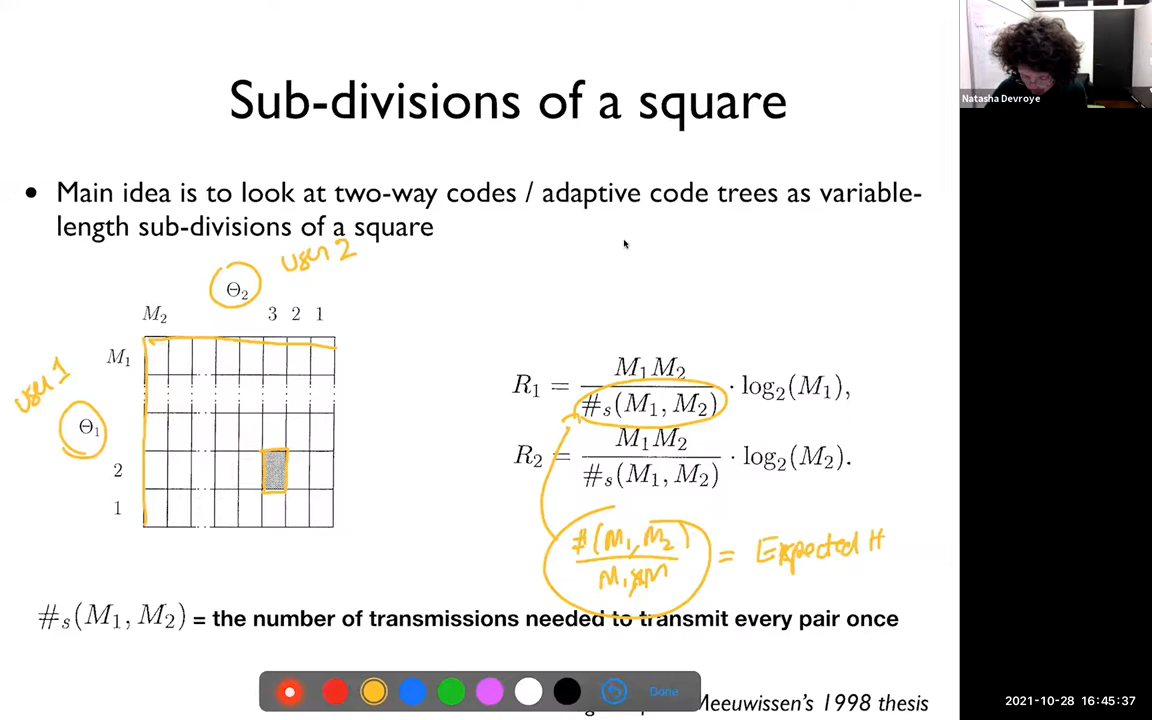 Natasha Devroye
Sub-divisions of a square
• Main idea is to look at two-way codes / adaptive code trees as variable-
length sub-divisions of a square
user 2
Θ₂
M₂ 3 2 1
M₁
user 1
Θ₁
2
1
R₁ = M₁M₂ / #ₛ(M₁, M₂) · log₂(M₁),
R₂ = M₁M₂ / #ₛ(M₁, M₂) · log₂(M₂).
#(M₁, M₂) / M₁×M = Expected #
#ₛ(M₁, M₂) = the number of transmissions needed to transmit every pair once
Done
Meeuwissen's 1998 thesis
2021-10-28 16:45:37